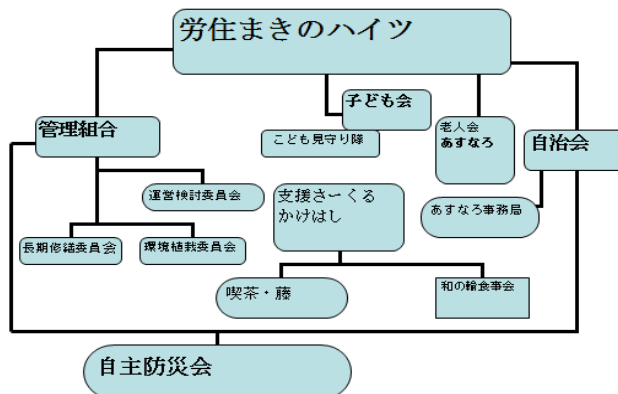 労住まきのハイツ
子ども会
管理組合
こども見守り隊
老人会
あすなろ
自治会
運営検討委員会
支援さーくる
かけはし
あすなろ事務局
長期修繕委員会
環境植栽委員会
喫茶・藤
和の輪食事会
自主防災会